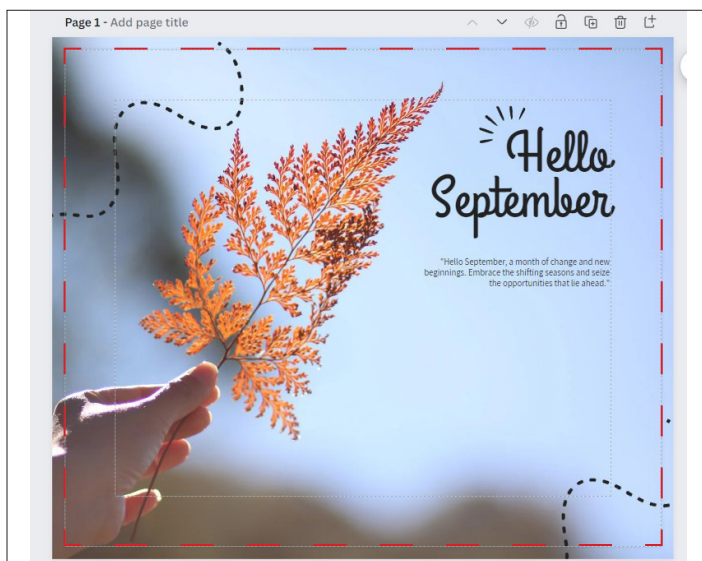 Page 1 - Add page title
Hello
September
"Hello September, a month of change and new
beginnings. Embrace the shifting seasons and seize
the opportunities that lie ahead."